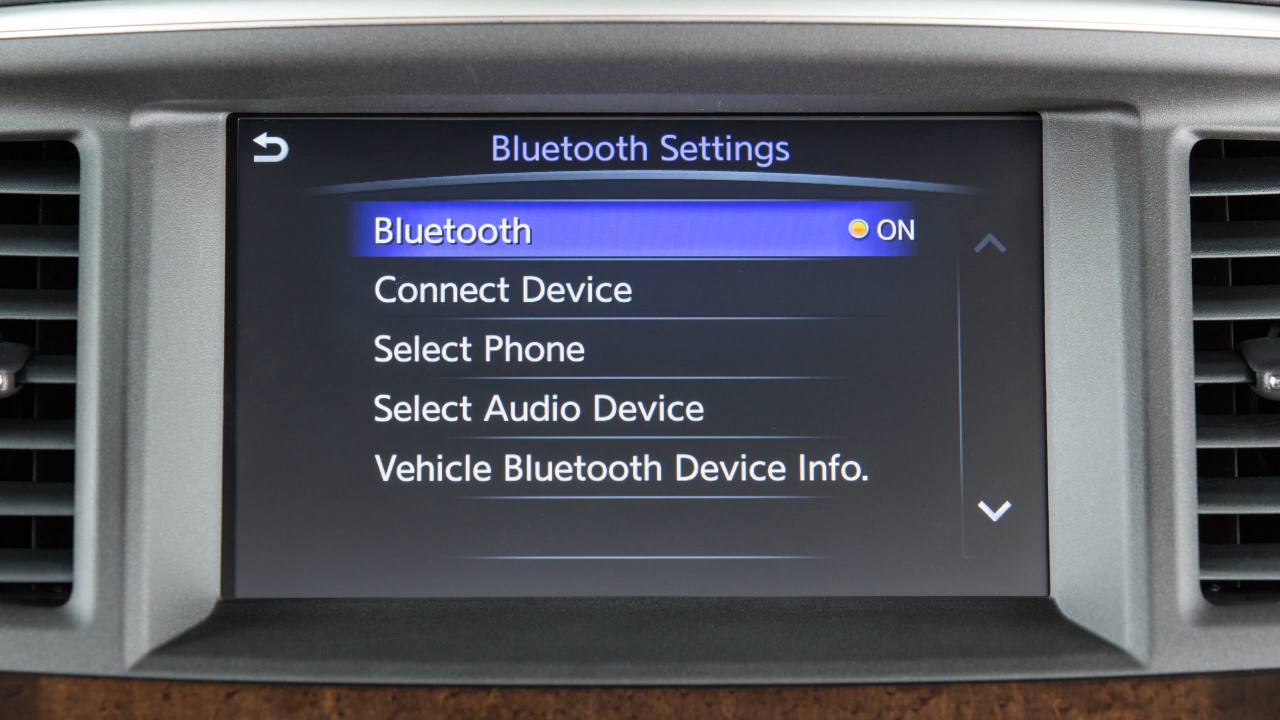 Bluetooth Settings
Bluetooth ON
Connect Device
Select Phone
Select Audio Device
Vehicle Bluetooth Device Info.